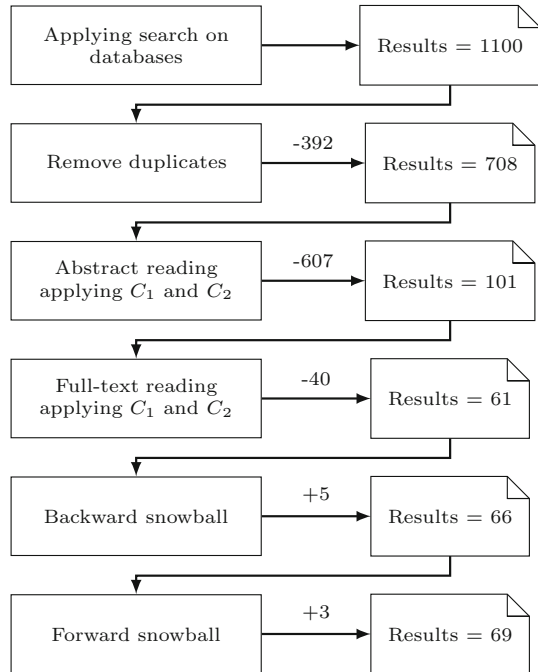 Applying search on
databases
Results = 1100
Remove duplicates
-392
Results = 708
Abstract reading
applying C₁ and C₂
-607
Results = 101
Full-text reading
applying C₁ and C₂
-40
Results = 61
Backward snowball
+5
Results = 66
Forward snowball
+3
Results = 69